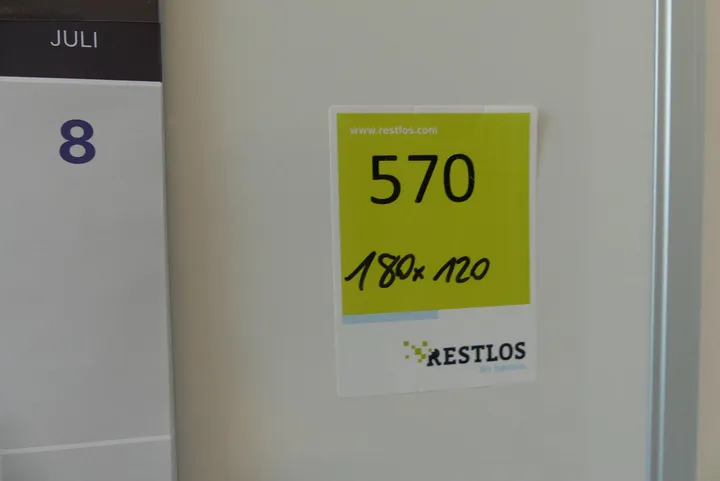 JULI
8
www.restlos.com
570
180x120
RESTLOS